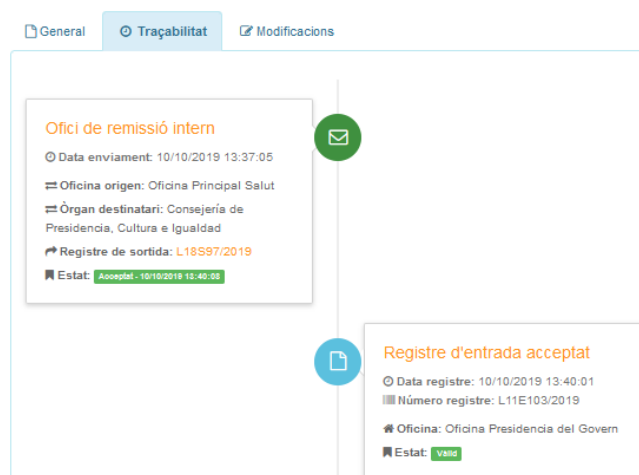 General
Traçabilitat
Modificacions
Ofici de remissió intern
Data enviament: 10/10/2019 13:37:05
Oficina origen: Oficina Principal Salut
Òrgan destinatari: Consejería de
Presidencia, Cultura e Igualdad
Registre de sortida: L18S97/2019
Estat: Acceptat - 10/10/2019 13:40:08
Registre d'entrada acceptat
Data registre: 10/10/2019 13:40:01
Número registre: L11E103/2019
Oficina: Oficina Presidencia del Govern
Estat: Vàlid